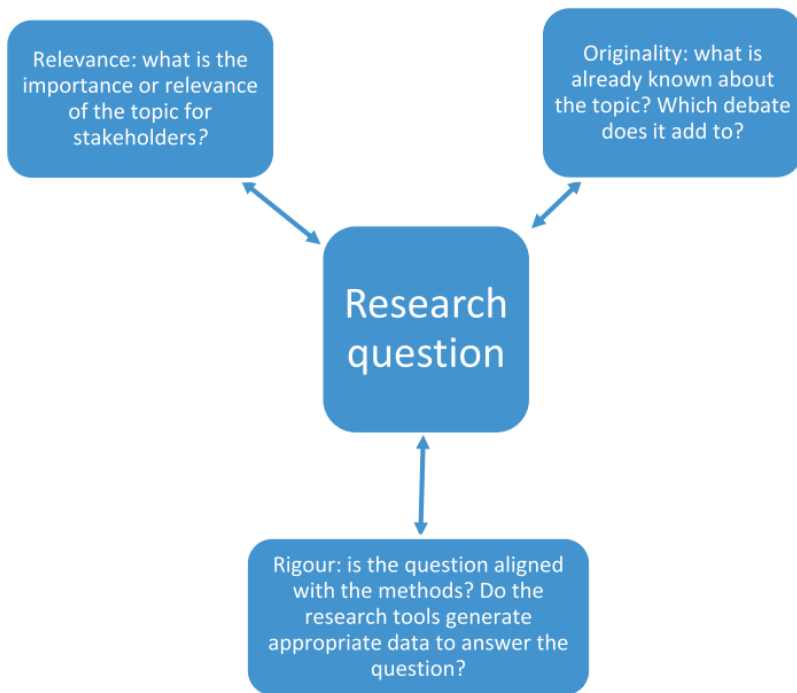 Relevance: what is the
importance or relevance
of the topic for
stakeholders?
Originality: what is
already known about
the topic? Which debate
does it add to?
Research
question
Rigour: is the question aligned
with the methods? Do the
research tools generate
appropriate data to answer the
question?